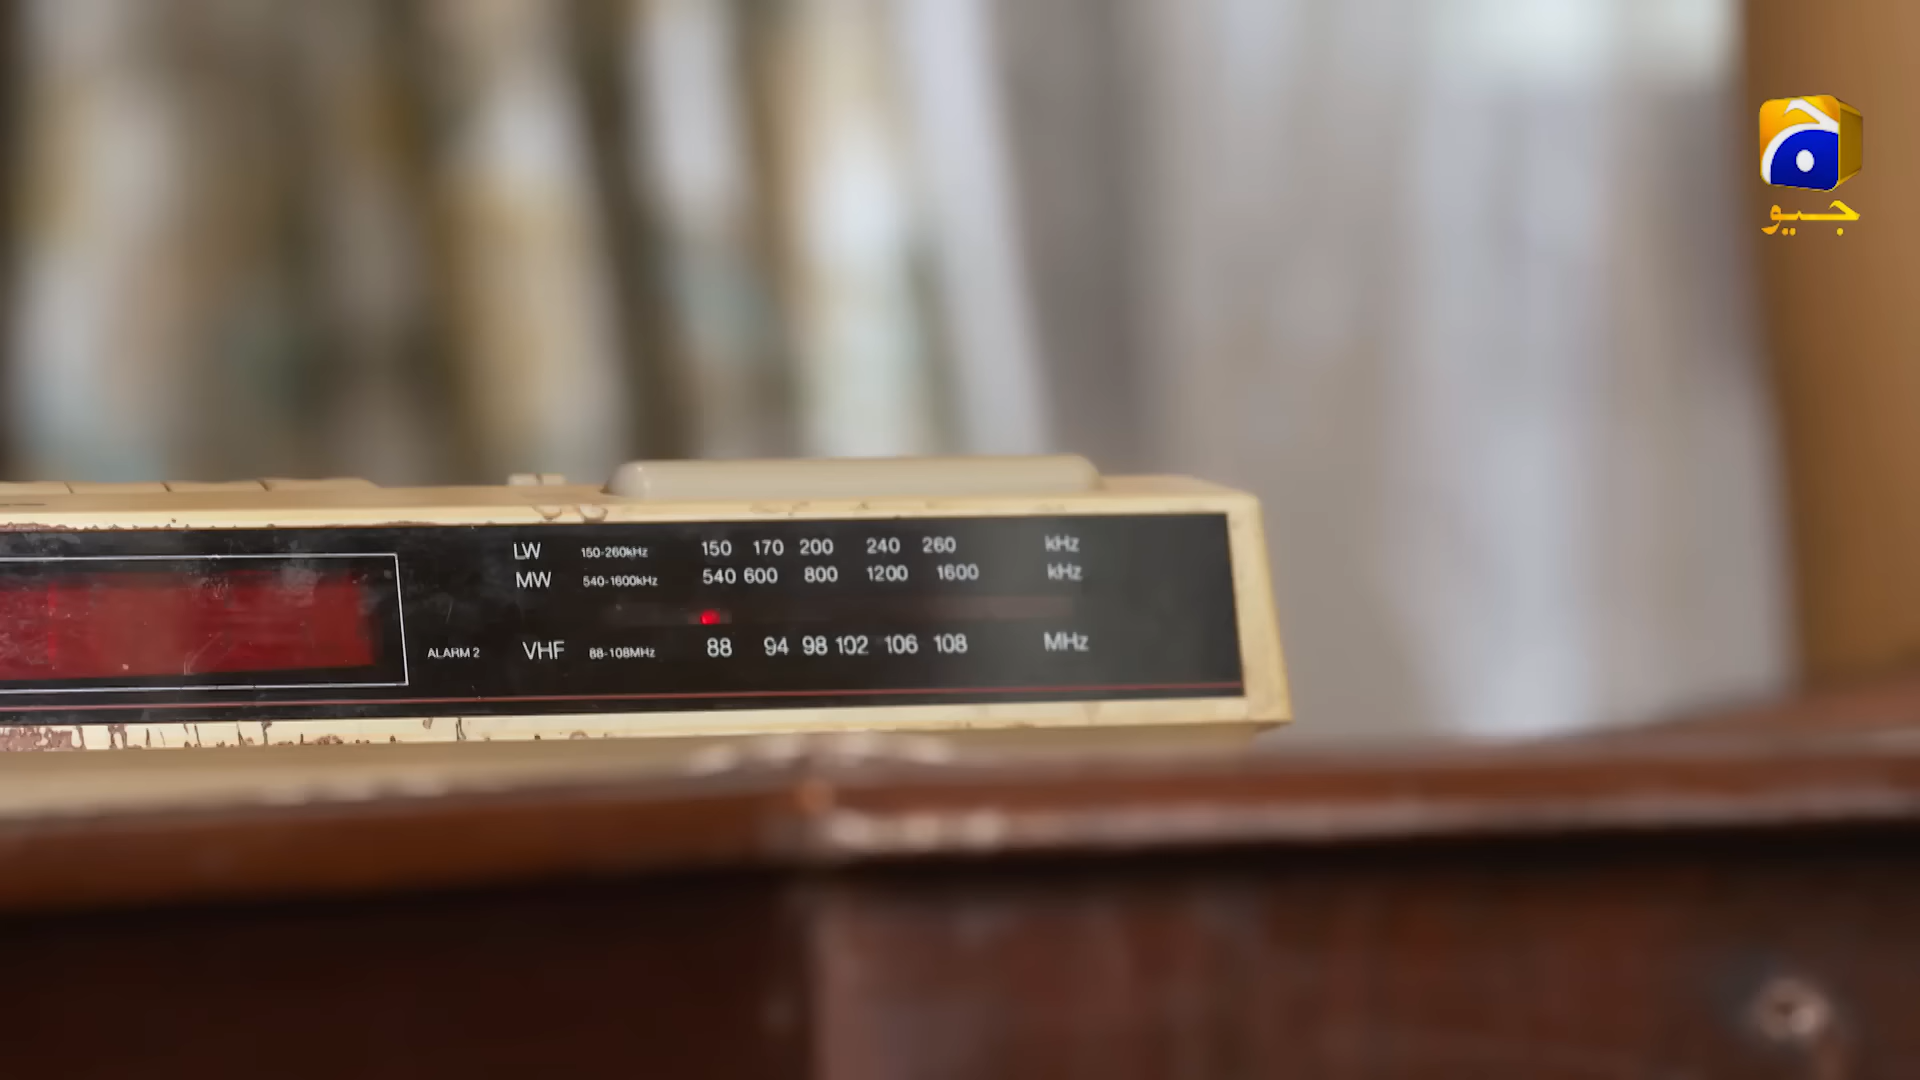 LW 150-260kHz 150 170 200 240 260 kHz
MW 540-1600kHz 540 600 800 1200 1600 kHz
ALARM 2 VHF 88-108MHz 88 94 98 102 106 108 MHz
جیو